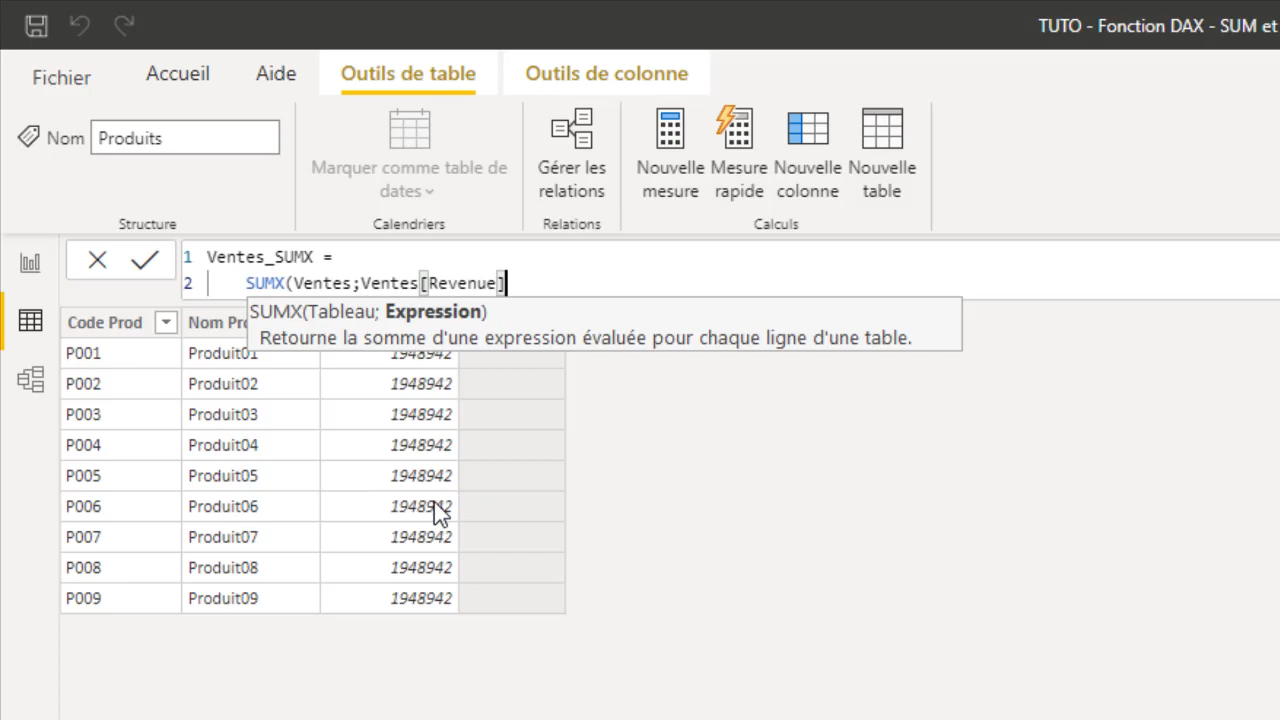 TUTO - Fonction DAX - SUM et
Fichier
Accueil
Aide
Outils de table
Outils de colonne
Nom
Produits
Marquer comme table de
dates
Gérer les
relations
Nouvelle
mesure
Mesure
rapide
Nouvelle
colonne
Nouvelle
table
Structure
Calendriers
Relations
Calculs
1 Ventes_SUMX =
2 SUMX(Ventes;Ventes[Revenue]
SUMX(Tableau; Expression)
Retourne la somme d'une expression évaluée pour chaque ligne d'une table.
Code Prod
Nom Pro
P001 Produit01 1948942
P002 Produit02 1948942
P003 Produit03 1948942
P004 Produit04 1948942
P005 Produit05 1948942
P006 Produit06 1948942
P007 Produit07 1948942
P008 Produit08 1948942
P009 Produit09 1948942